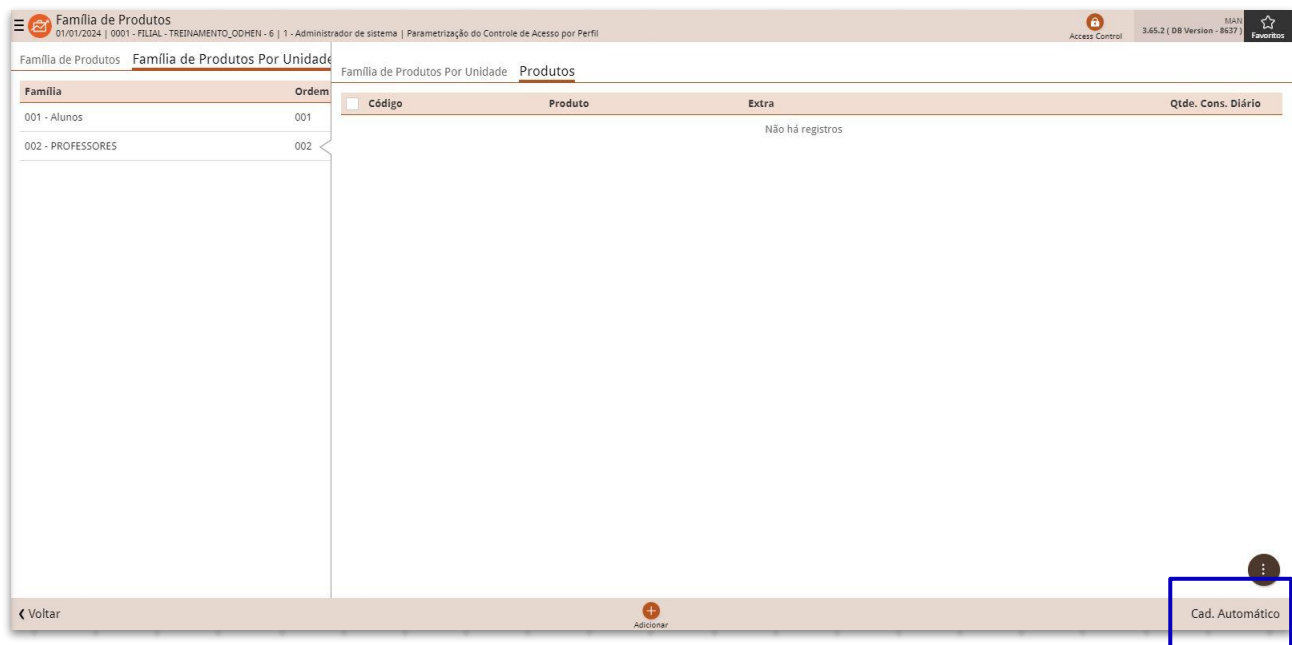 Família de Produtos
01/01/2024 | 0001 - FILIAL - TREINAMENTO_ODHEN - 6 | 1 - Administrador de sistema | Parametrização do Controle de Acesso por Perfil
Access Control
MAN
3.65.2 ( DB Version - 8637 )
Favoritos
Família de Produtos Família de Produtos Por Unidade
Família Ordem
001 - Alunos 001
002 - PROFESSORES 002
Família de Produtos Por Unidade Produtos
Código Produto Extra Qtde. Cons. Diário
Não há registros
Voltar
Adicionar
Cad. Automático